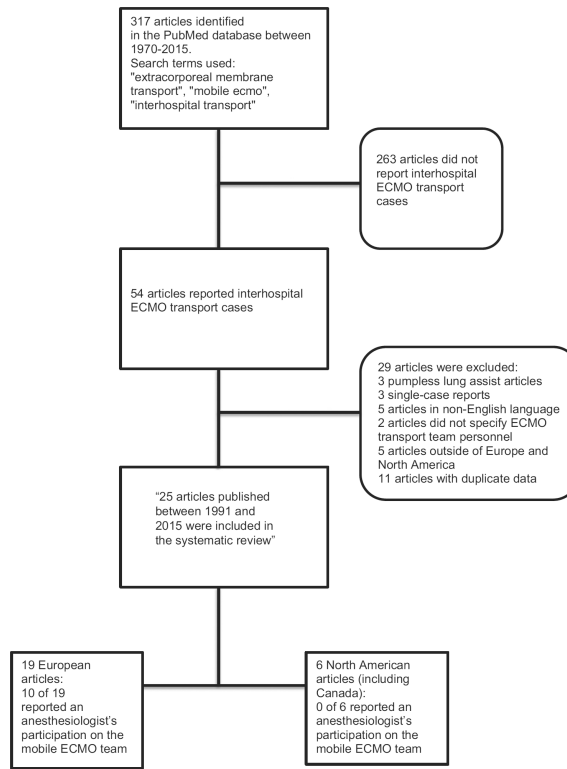 317 articles identified
in the PubMed database between
1970-2015.
Search terms used:
"extracorporeal membrane
transport", "mobile ecmo",
"interhospital transport"
263 articles did not
report interhospital
ECMO transport
cases
54 articles reported interhospital
ECMO transport cases
29 articles were excluded:
3 pumpless lung assist articles
3 single-case reports
5 articles in non-English language
2 articles did not specify ECMO
transport team personnel
5 articles outside of Europe and
North America
11 articles with duplicate data
“25 articles published
between 1991 and
2015 were included in
the systematic review”
19 European
articles:
10 of 19
reported an
anesthesiologist’s
participation on the
mobile ECMO team
6 North American
articles (including
Canada):
0 of 6 reported an
anesthesiologist’s
participation on the
mobile ECMO team